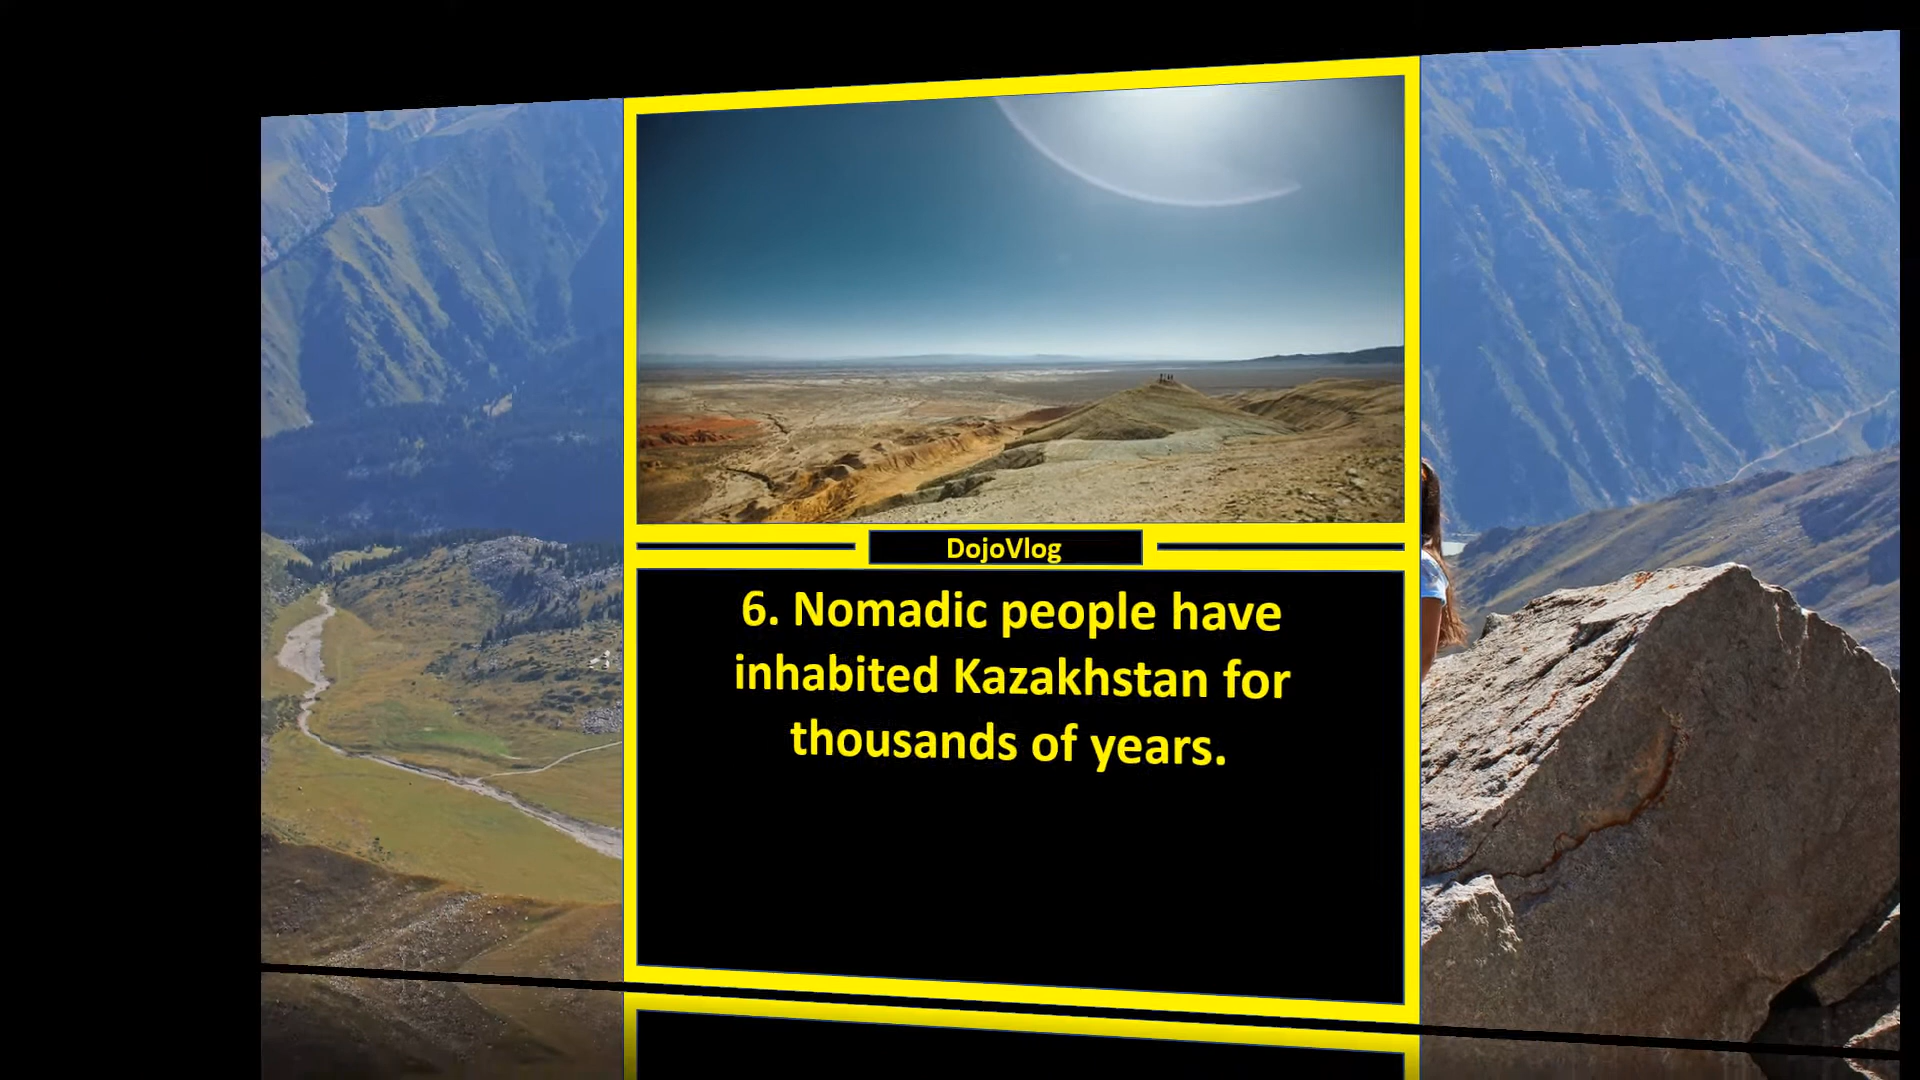 DojoVlog
6. Nomadic people have
inhabited Kazakhstan for
thousands of years.